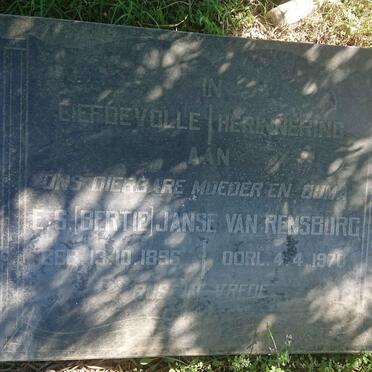 IN
LIEFDEVOLLE HERINNERING
AAN
ONS DIERBARE MOEDER EN OUMA
E.S. [BERTIE] JANSE VAN RENSBURG
GEB. 13.10.1896 OORL. 4.4.1970
RUS IN VREDE